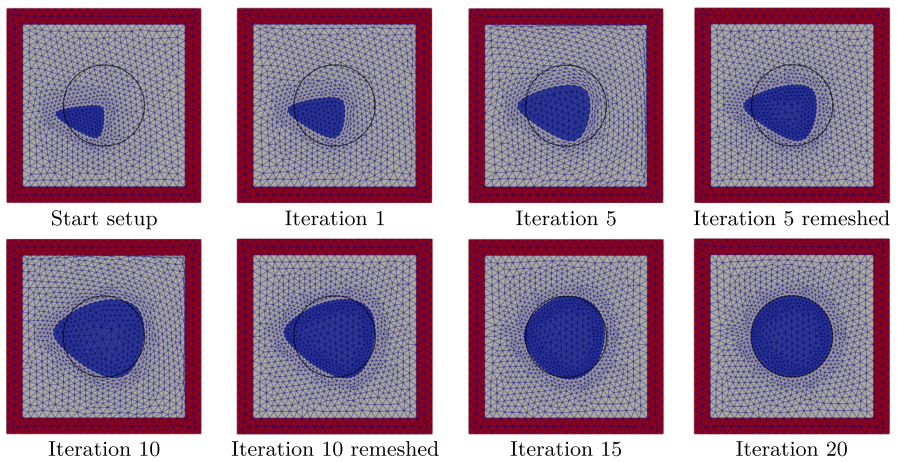 Start setup
Iteration 1
Iteration 5
Iteration 5 remeshed
Iteration 10
Iteration 10 remeshed
Iteration 15
Iteration 20